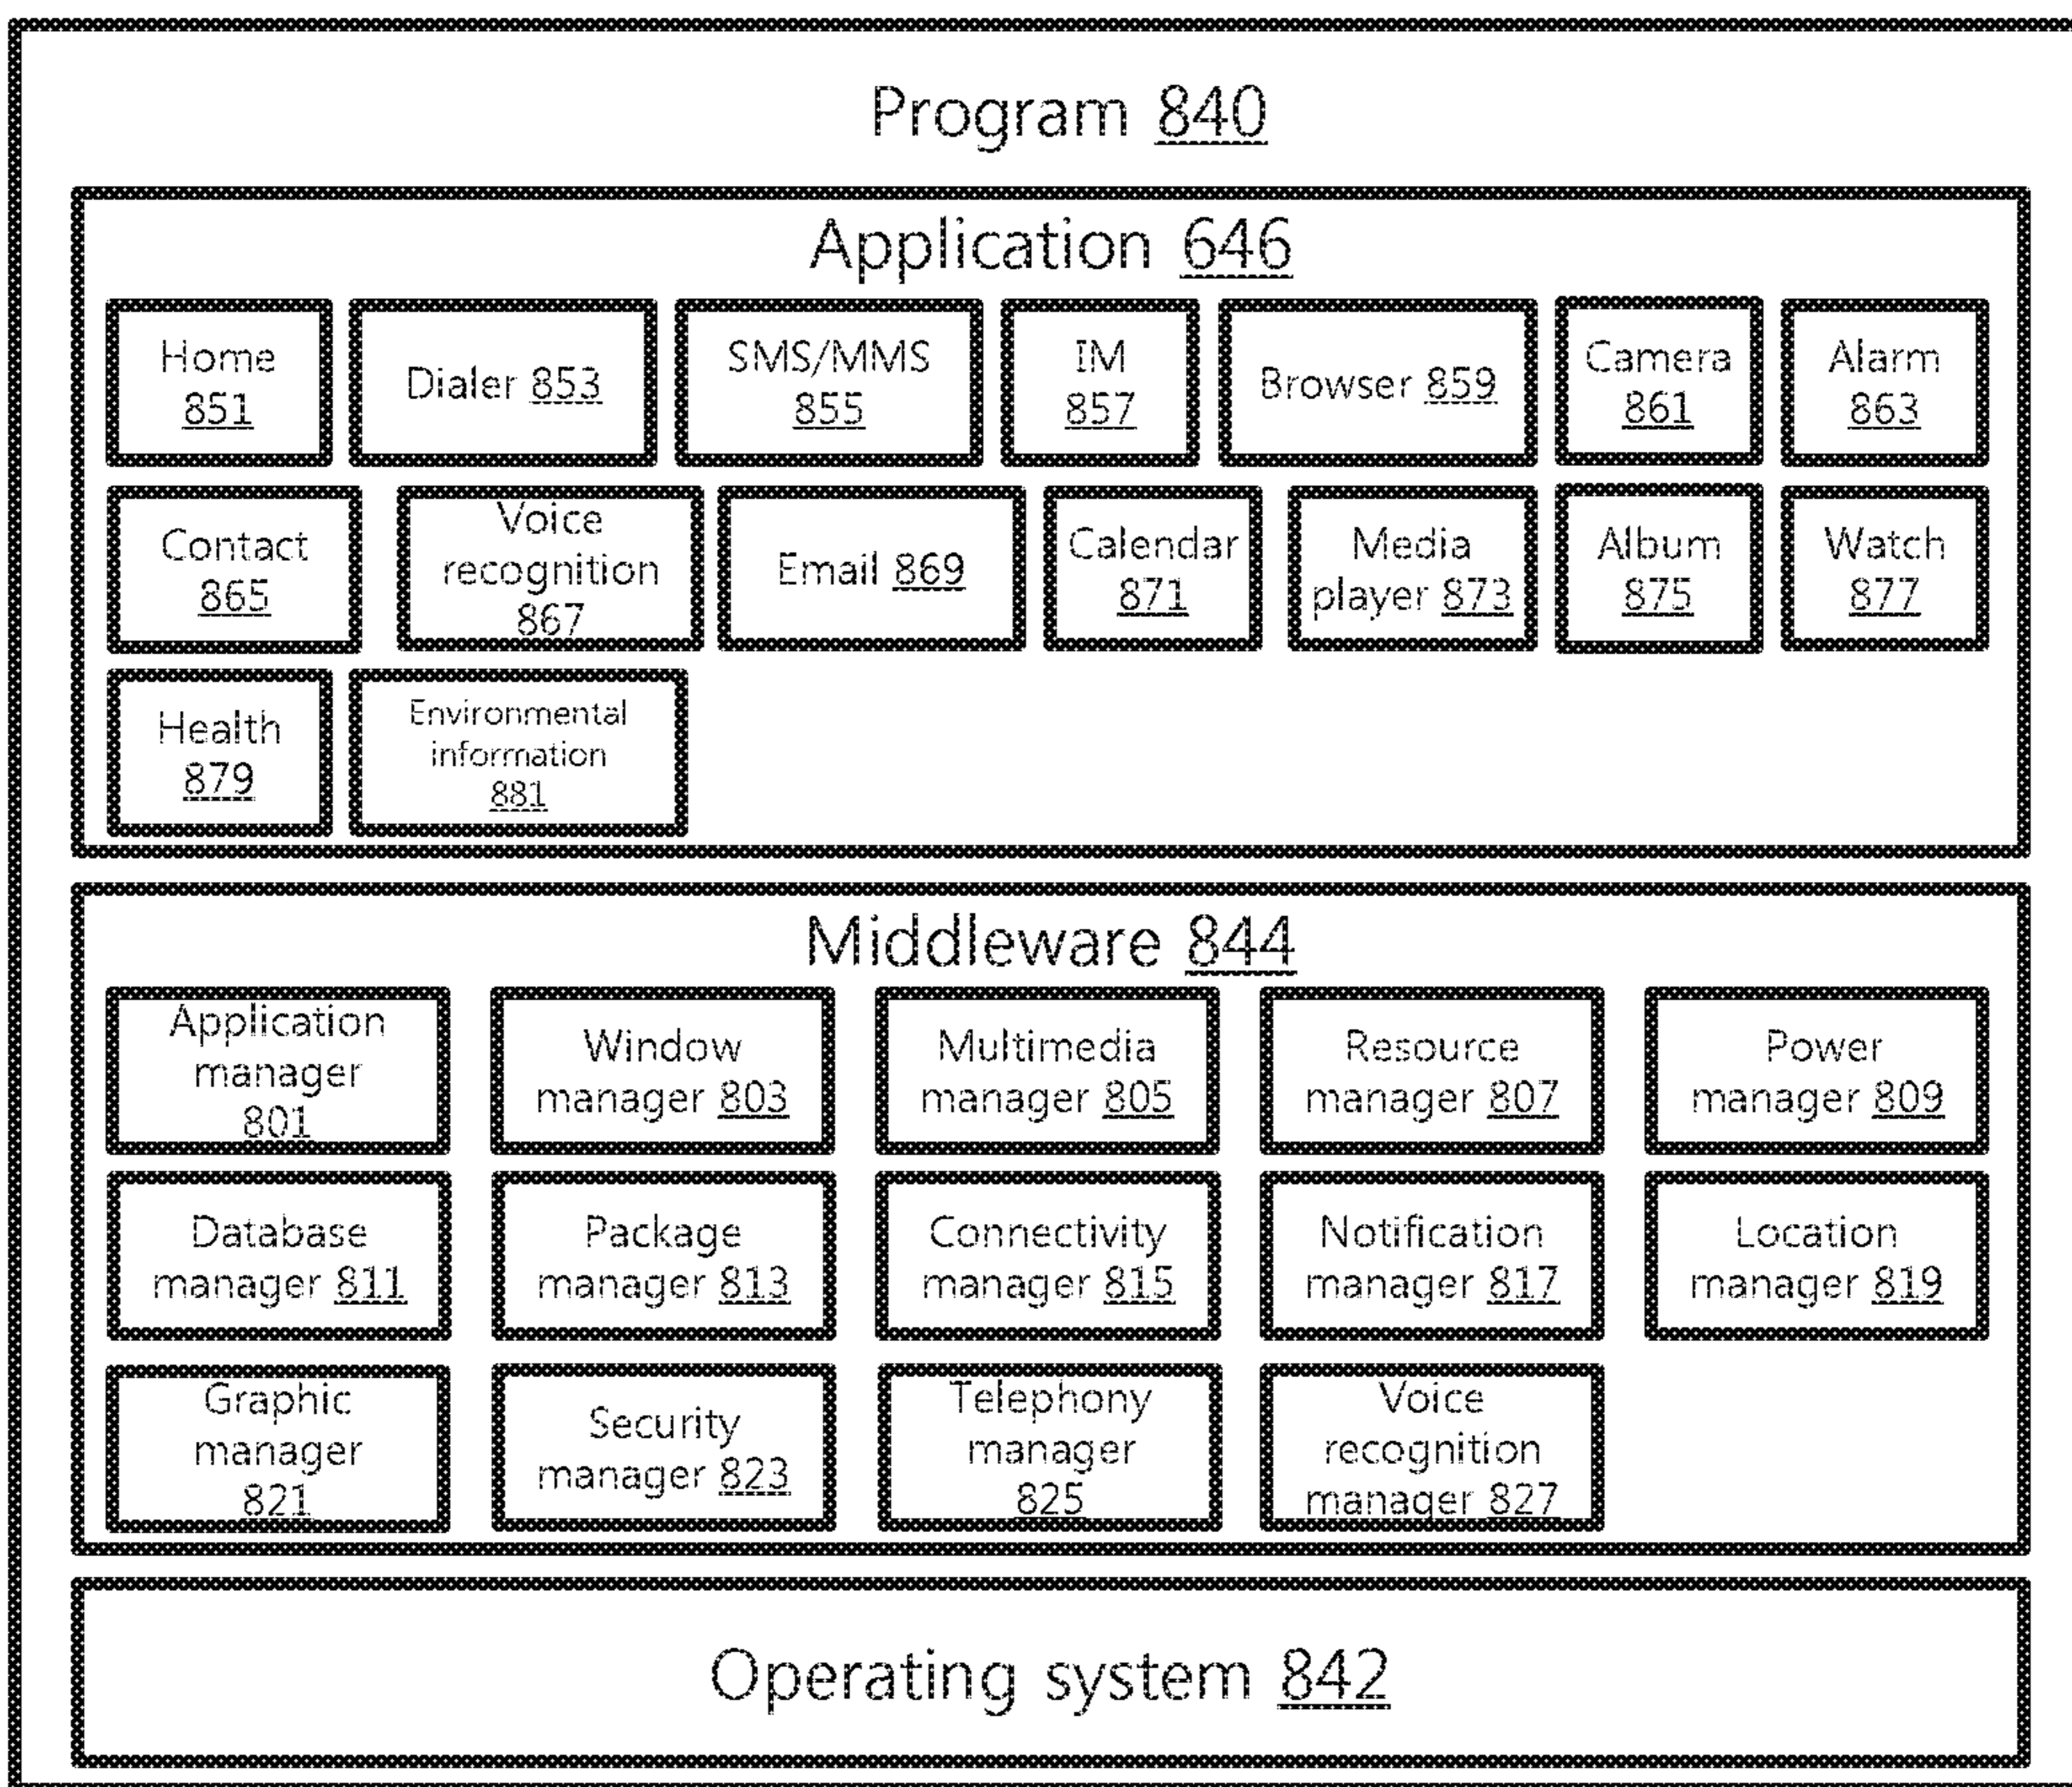 Program 840
Application 646
Home
851
Dialer 853
SMS/MMS
855
IM
857
Browser 859
Camera
861
Alarm
863
Contact
865
Voice
recognition
867
Email 869
Calendar
871
Media
player 873
Album
875
Watch
877
Health
879
Environmental
information
881
Middleware 844
Application
manager
801
Window
manager 803
Multimedia
manager 805
Resource
manager 807
Power
manager 809
Database
manager 811
Package
manager 813
Connectivity
manager 815
Notification
manager 817
Location
manager 819
Graphic
manager
821
Security
manager 823
Telephony
manager
825
Voice
recognition
manager 827
Operating system 842